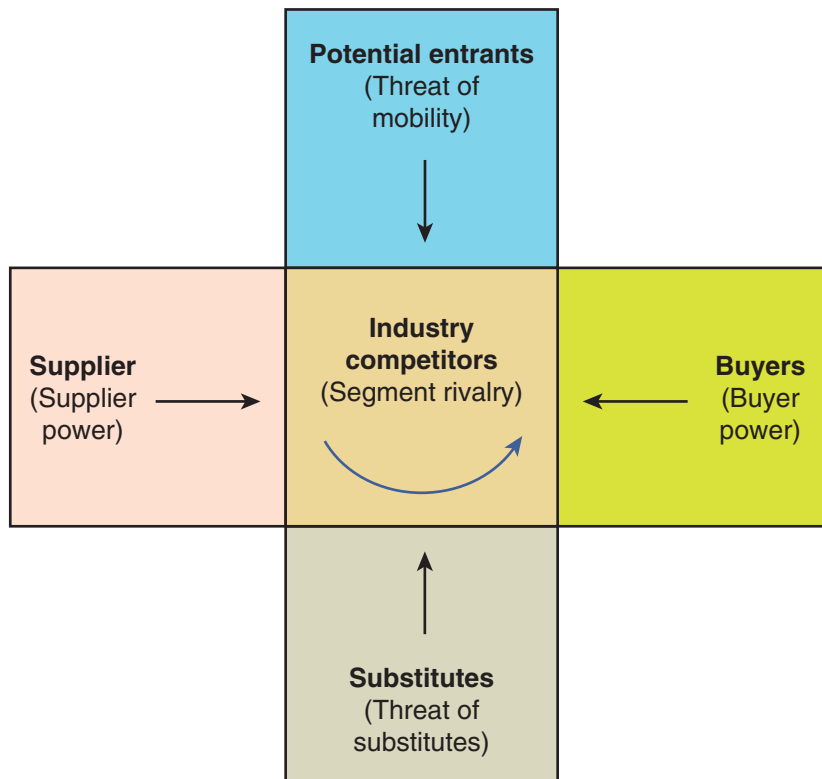 Potential entrants
(Threat of
mobility)
Supplier
(Supplier
power)
Industry
competitors
(Segment rivalry)
Buyers
(Buyer
power)
Substitutes
(Threat of
substitutes)